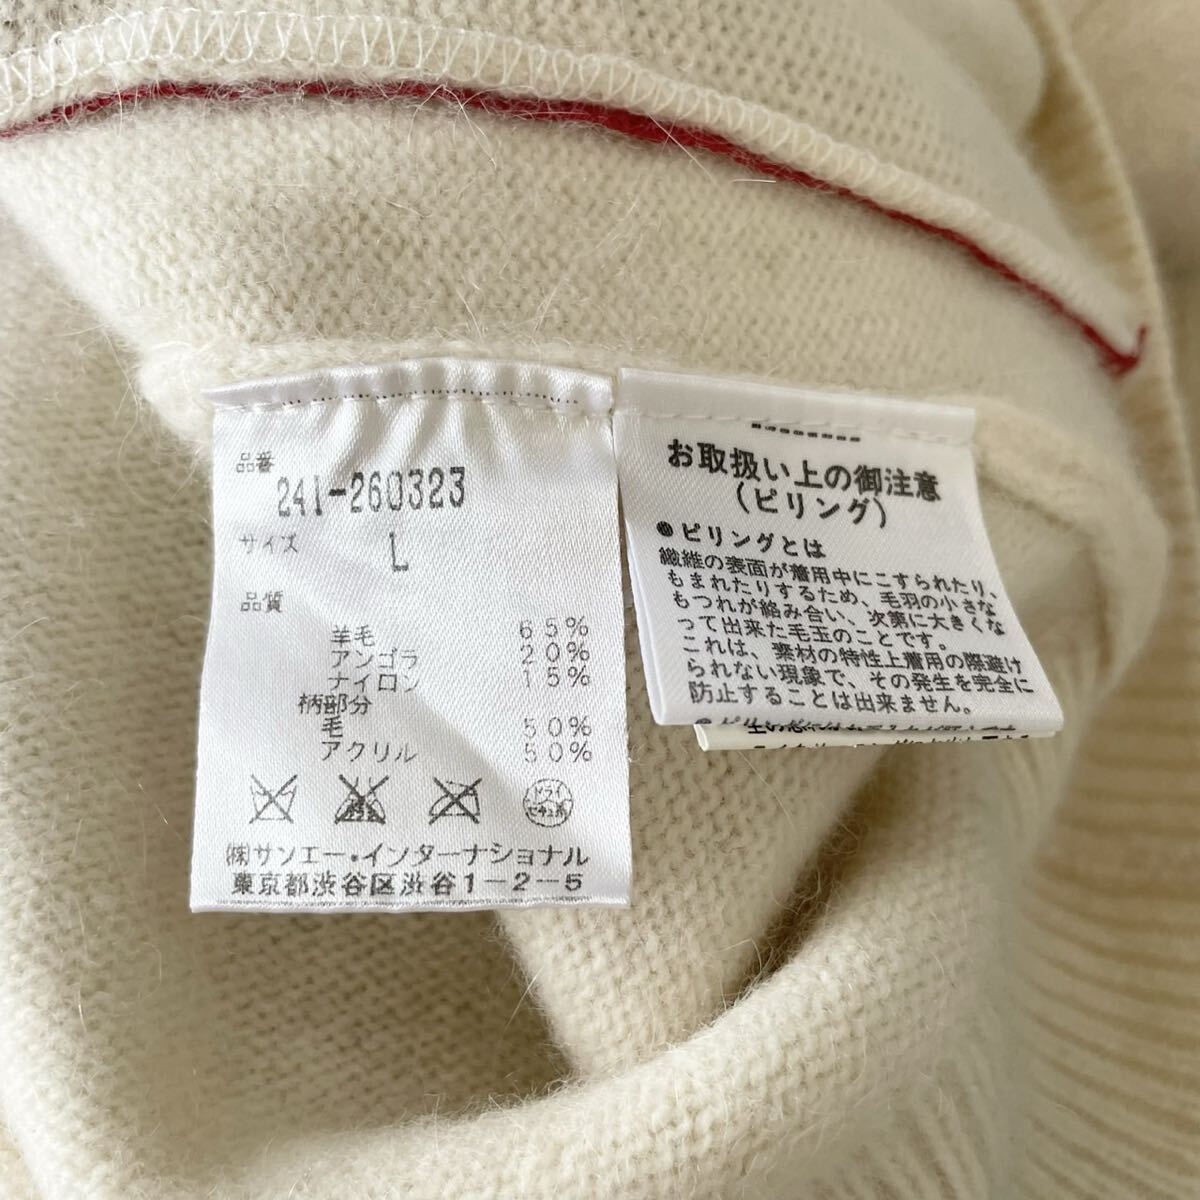 品番
241-260323
サイズ
L
品質
羊毛 65%
アンゴラ 20%
ナイロン 15%
柄部分
毛 50%
アクリル 50%
ドライ
セキユ系
㈱サンエー・インターナショナル
東京都渋谷区渋谷1-2-5
お取扱い上の御注意
(ピリング)
●ピリングとは
繊維の表面が着用中にこすられたり、
もまれたりするため、毛羽の小さな
もつれが絡み合い、次第に大きくな
って出来た毛玉のことです。
これは、素材の特性上着用の際避け
られない現象で、その発生を完全に
防止することは出来ません。